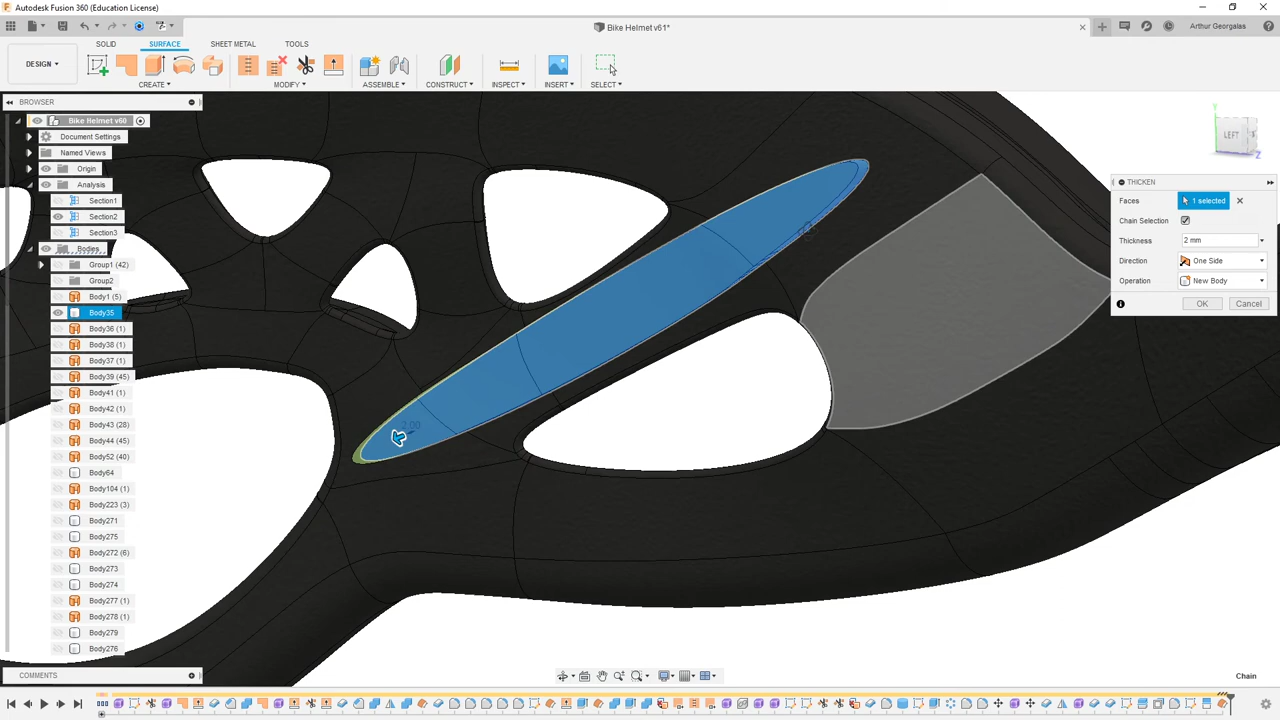 Autodesk Fusion 360 (Education License)
Bike Helmet v61*
Arthur Georgalas
SOLID SURFACE SHEET METAL TOOLS
DESIGN
CREATE MODIFY ASSEMBLE CONSTRUCT INSPECT INSERT SELECT
BROWSER
Bike Helmet v60
Document Settings
Named Views
Origin
Analysis
Section1
Section2
Section3
Bodies
Group1 (42)
Group2
Body1 (5)
Body35
Body36 (1)
Body38 (1)
Body37 (1)
Body39 (45)
Body41 (1)
Body42 (1)
Body43 (28)
Body44 (45)
Body52 (40)
Body64
Body104 (1)
Body223 (3)
Body271
Body275
Body272 (6)
Body273
Body274
Body277 (1)
Body278 (1)
Body279
Body276
COMMENTS
2.00
Y
LEFT
Z
THICKEN
Faces 1 selected
Chain Selection
Thickness 2 mm
Direction One Side
Operation New Body
OK Cancel
Chain